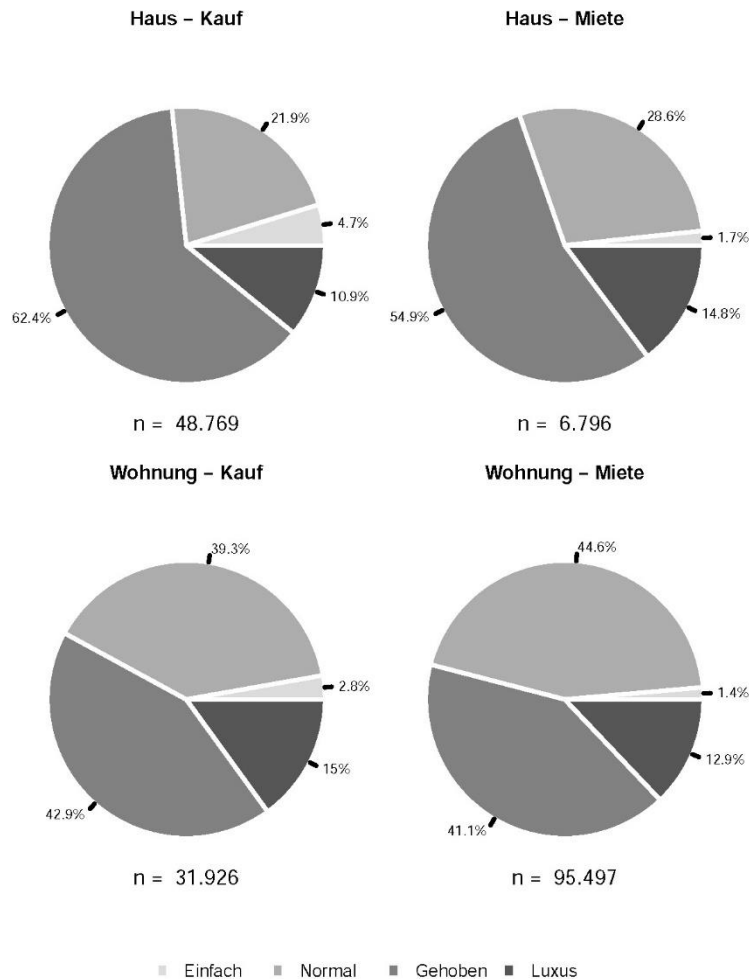 Haus – Kauf
Haus – Miete
21.9%
28.6%
4.7%
1.7%
10.9%
14.8%
62.4%
54.9%
n = 48.769
n = 6.796
Wohnung – Kauf
Wohnung – Miete
39.3%
44.6%
2.8%
1.4%
15%
12.9%
42.9%
41.1%
n = 31.926
n = 95.497
Einfach Normal Gehoben Luxus